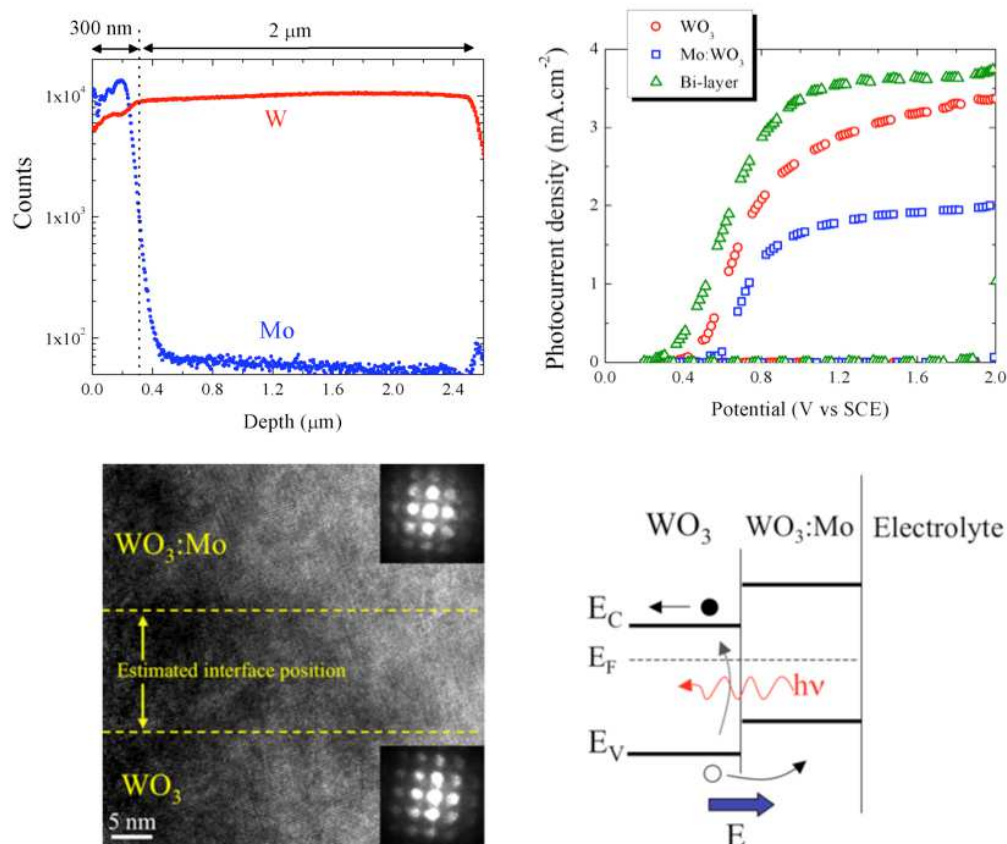 300 nm 2 μm
1x10⁴
1x10³
1x10²
Counts
W
Mo
0.0 0.4 0.8 1.2 1.6 2.0 2.4
Depth (μm)
WO₃
Mo:WO₃
Bi-layer
4
3
2
1
0
Photocurrent density (mA.cm⁻²)
0.4 0.8 1.2 1.6 2.0
Potential (V vs SCE)
WO₃:Mo
Estimated interface position
WO₃
5 nm
WO₃ WO₃:Mo Electrolyte
E_C
E_F
hν
E_V
E